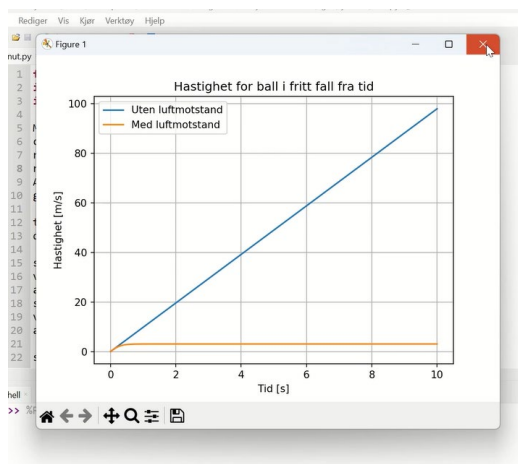 Rediger Vis Kjør Verktøy Hjelp
Figure 1
nut.py
1
2
3
4
5
6
7
8
9
10
11
12
13
14
15
16
17
18
19
20
21
22
Hastighet for ball i fritt fall fra tid
Uten luftmotstand
Med luftmotstand
100
80
60
40
20
0
Hastighet [m/s]
0 2 4 6 8 10
Tid [s]
hell
>>